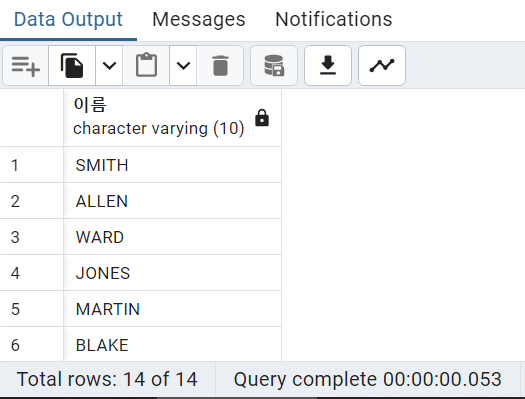 Data Output Messages Notifications
이름
character varying (10)
1 SMITH
2 ALLEN
3 WARD
4 JONES
5 MARTIN
6 BLAKE
Total rows: 14 of 14 Query complete 00:00:00.053